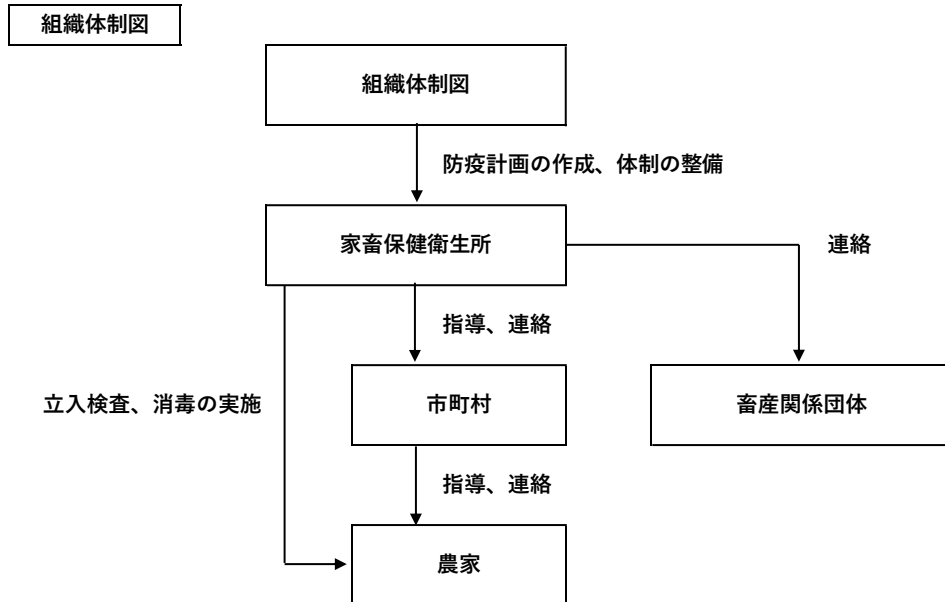 組織体制図
組織体制図
防疫計画の作成、体制の整備
家畜保健衛生所
連絡
指導、連絡
立入検査、消毒の実施
市町村
畜産関係団体
指導、連絡
農家